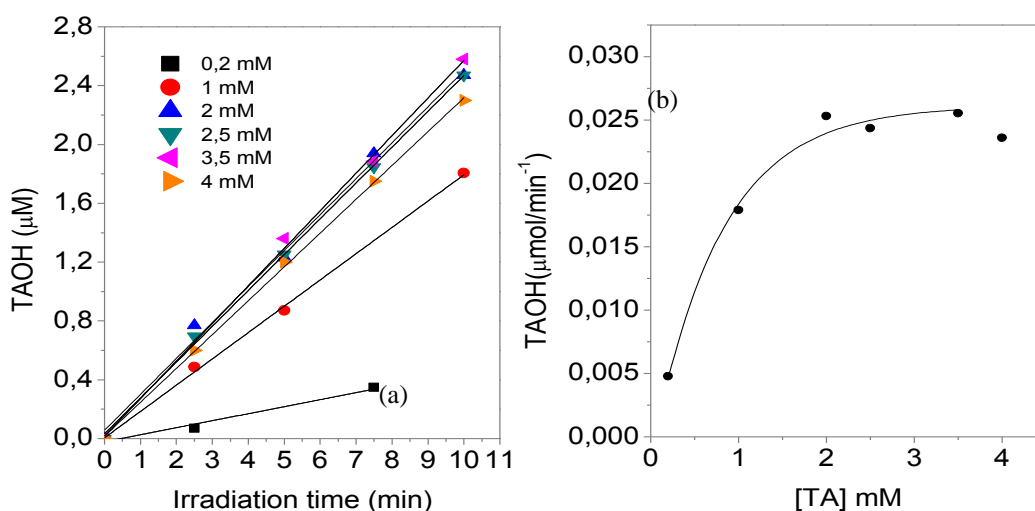 2,8
2,4
2,0
1,6
1,2
0,8
0,4
0,0
TAOH (μM)
0,2 mM
1 mM
2 mM
2,5 mM
3,5 mM
4 mM
(a)
0 1 2 3 4 5 6 7 8 9 10 11
Irradiation time (min)
0,030
0,025
0,020
0,015
0,010
0,005
0,000
TAOH(μmol/min⁻¹)
(b)
0 1 2 3 4
[TA] mM